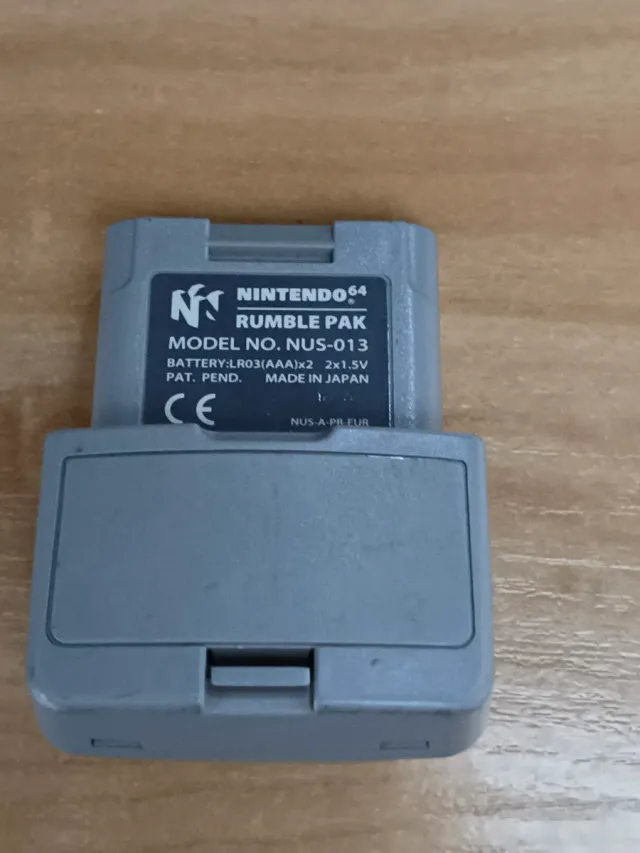 NINTENDO64
RUMBLE PAK
MODEL NO. NUS-013
BATTERY:LR03(AAA)x2 2x1.5V
PAT. PEND. MADE IN JAPAN
CE
NUS-A-PR-EUR